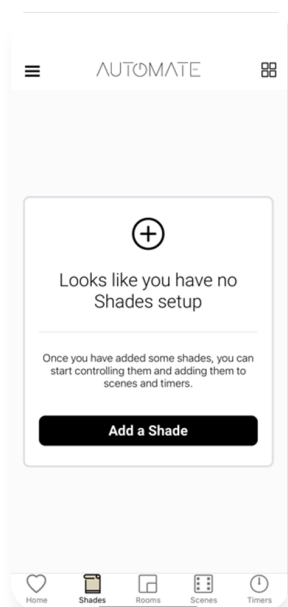 AUTOMATE
Looks like you have no
Shades setup
Once you have added some shades, you can
start controlling them and adding them to
scenes and timers.
Add a Shade
Home Shades Rooms Scenes Timers